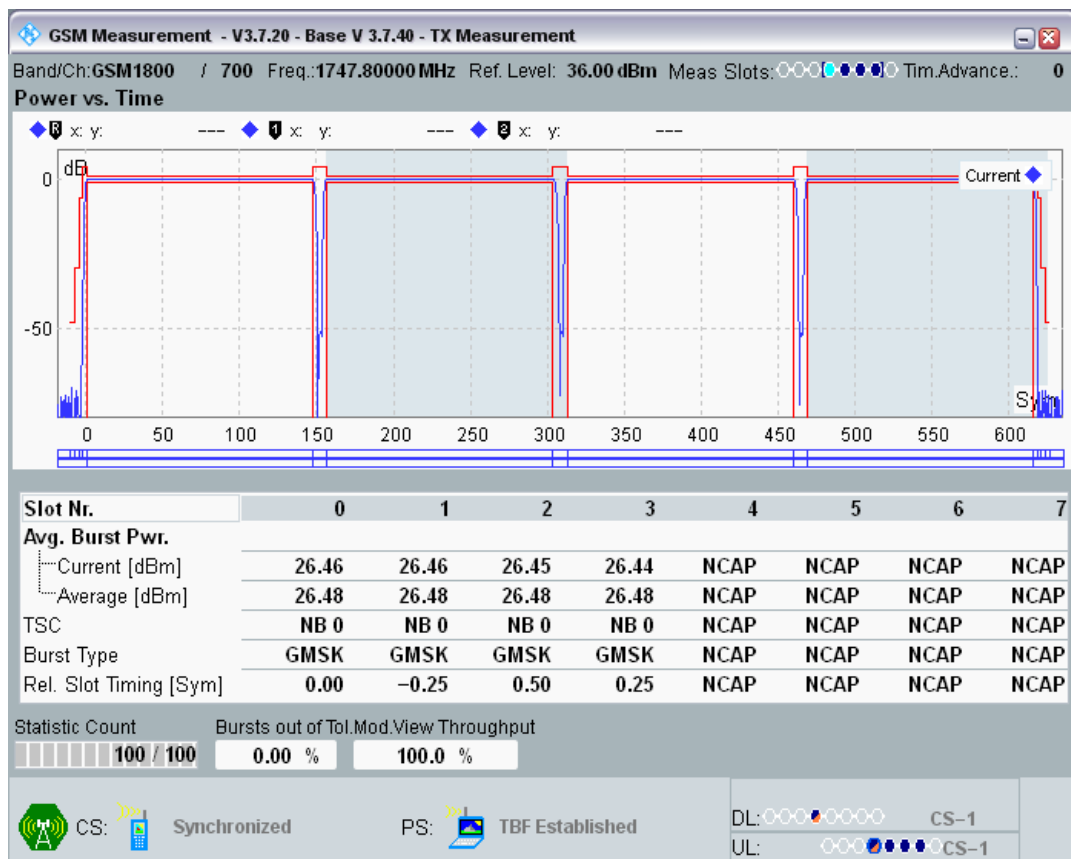 GSM Measurement - V3.7.20 - Base V 3.7.40 - TX Measurement
Band/Ch:GSM1800 / 700 Freq.:1747.80000 MHz Ref. Level: 36.00 dBm Meas Slots: Tim.Advance.: 0
Power vs. Time
R x: y: --- 1 x: y: --- 2 x: y: ---
dB
Current
0
-50
Sym
0 50 100 150 200 250 300 350 400 450 500 550 600
Slot Nr. 0 1 2 3 4 5 6 7
Avg. Burst Pwr.
Current [dBm] 26.46 26.46 26.45 26.44 NCAP NCAP NCAP NCAP
Average [dBm] 26.48 26.48 26.48 26.48 NCAP NCAP NCAP NCAP
TSC NB 0 NB 0 NB 0 NB 0 NCAP NCAP NCAP NCAP
Burst Type GMSK GMSK GMSK GMSK NCAP NCAP NCAP NCAP
Rel. Slot Timing [Sym] 0.00 −0.25 0.50 0.25 NCAP NCAP NCAP NCAP
Statistic Count Bursts out of Tol.Mod.View Throughput
100 / 100 0.00 % 100.0 %
CS: Synchronized PS: TBF Established
DL: CS−1
UL: CS−1